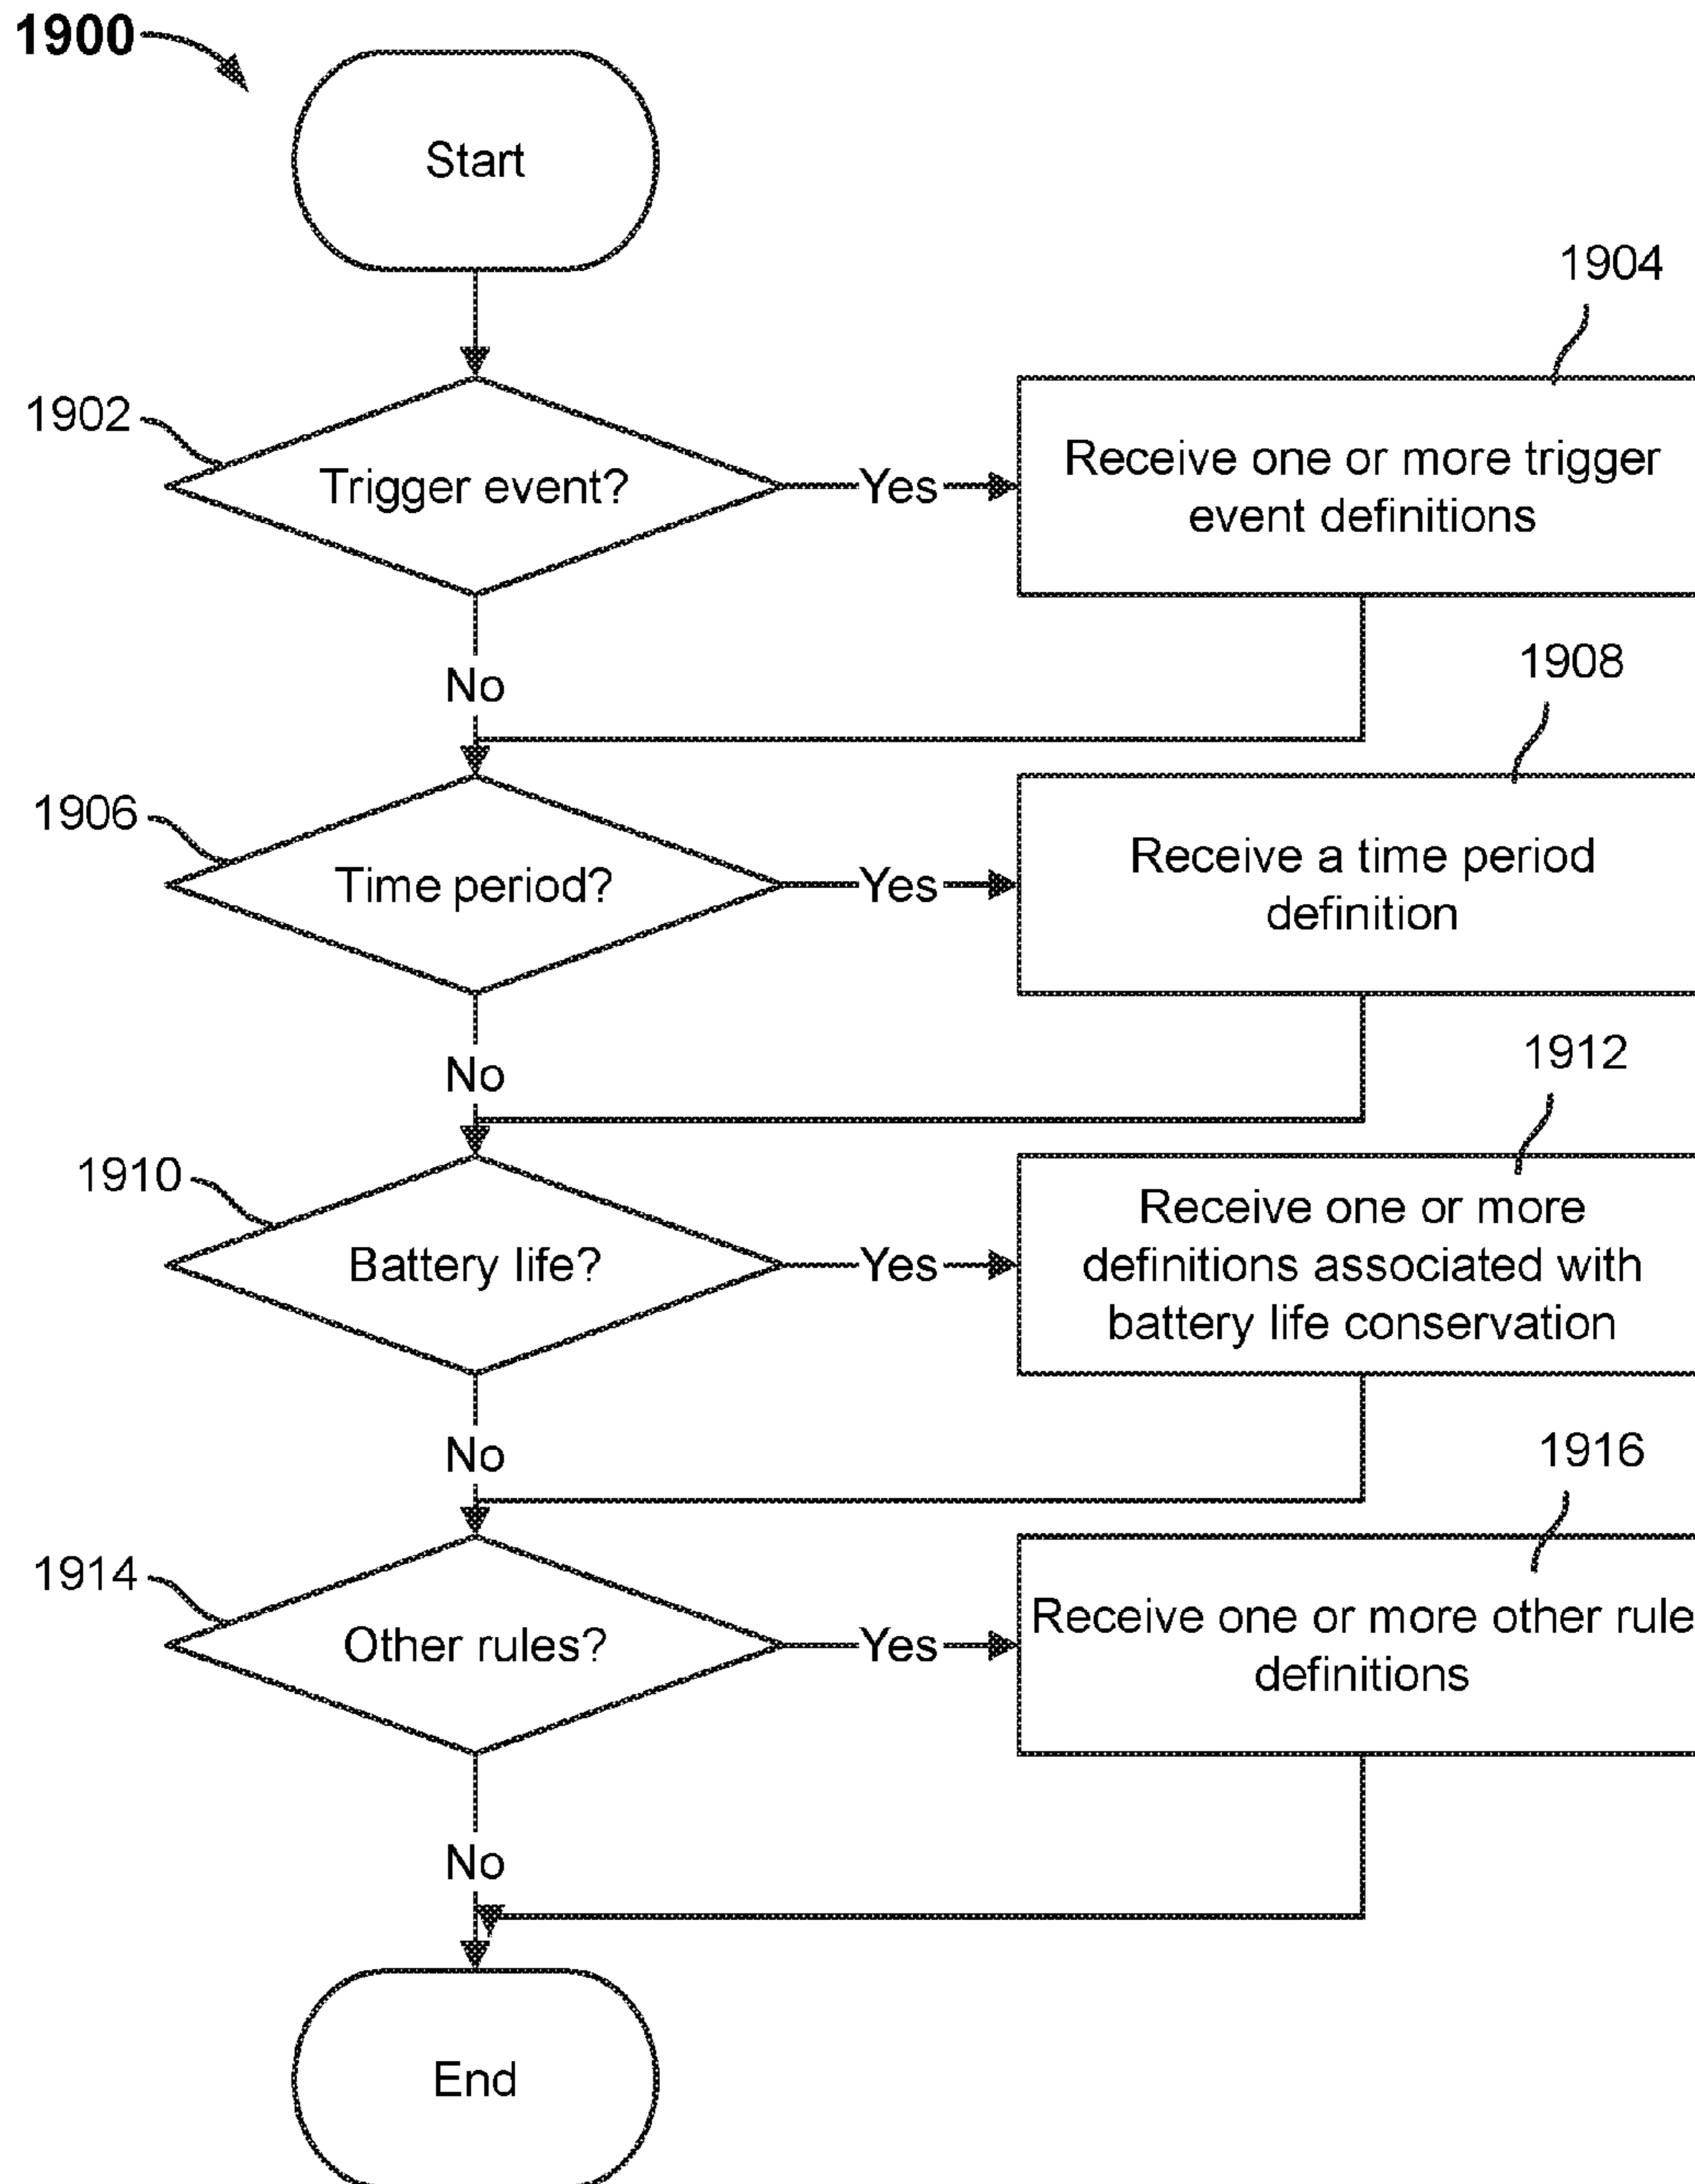 1900
Start
1904
1902
Trigger event?
Yes
Receive one or more trigger
event definitions
No
1908
1906
Time period?
Yes
Receive a time period
definition
No
1912
1910
Battery life?
Yes
Receive one or more
definitions associated with
battery life conservation
No
1916
1914
Other rules?
Yes
Receive one or more other rule
definitions
No
End